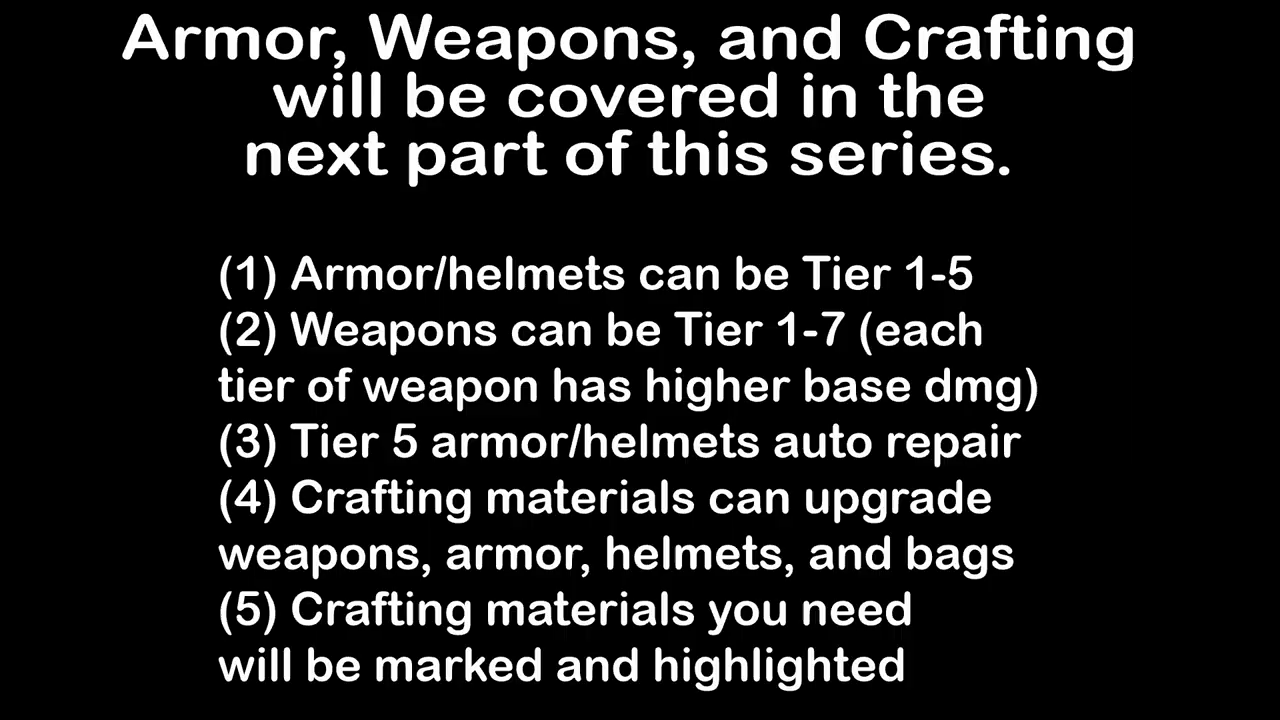 Armor, Weapons, and Crafting
will be covered in the
next part of this series.
(1) Armor/helmets can be Tier 1-5
(2) Weapons can be Tier 1-7 (each
tier of weapon has higher base dmg)
(3) Tier 5 armor/helmets auto repair
(4) Crafting materials can upgrade
weapons, armor, helmets, and bags
(5) Crafting materials you need
will be marked and highlighted